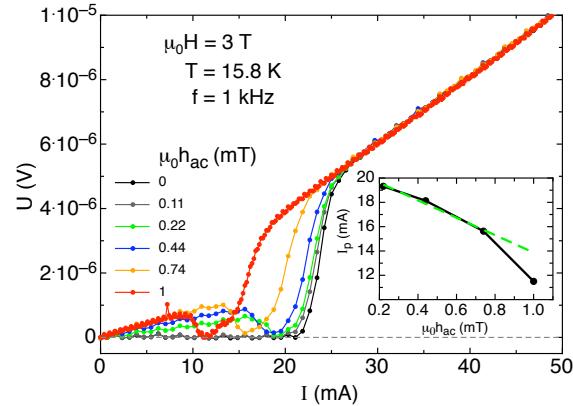 1·10⁻⁵
8·10⁻⁶
6·10⁻⁶
4·10⁻⁶
2·10⁻⁶
0
U (V)
μ₀H = 3 T
T = 15.8 K
f = 1 kHz
μ₀hac (mT)
0
0.11
0.22
0.44
0.74
1
20
18
16
14
12
Iₚ (mA)
0.2 0.4 0.6 0.8 1.0
μ₀hac (mT)
0 10 20 30 40 50
I (mA)